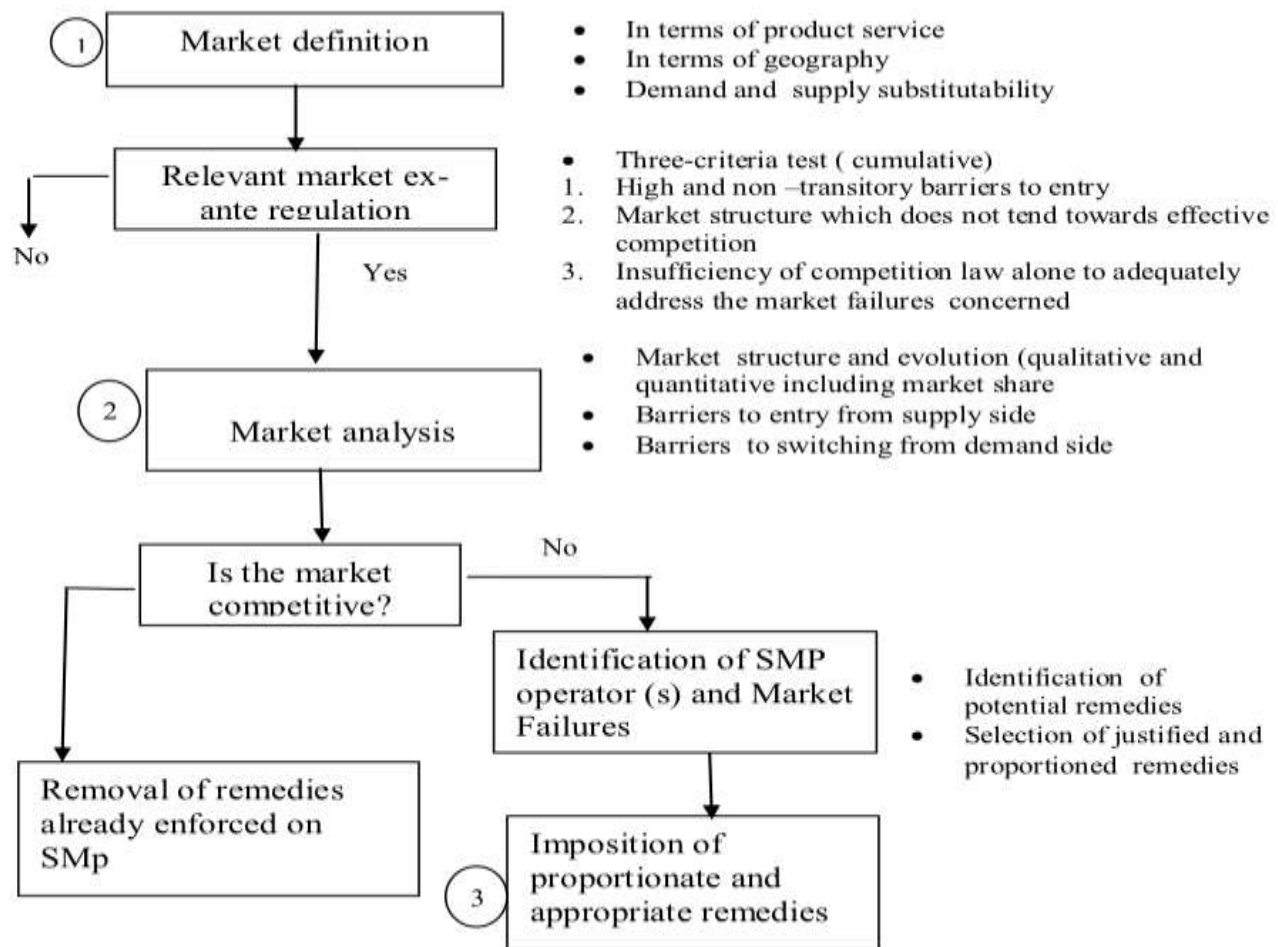 1
Market definition
• In terms of product service
• In terms of geography
• Demand and supply substitutability
Relevant market ex-
ante regulation
• Three-criteria test ( cumulative)
1. High and non –transitory barriers to entry
2. Market structure which does not tend towards effective
competition
3. Insufficiency of competition law alone to adequately
address the market failures concerned
No
Yes
2
Market analysis
• Market structure and evolution (qualitative and
quantitative including market share
• Barriers to entry from supply side
• Barriers to switching from demand side
Is the market
competitive?
No
Identification of SMP
operator (s) and Market
Failures
• Identification of
potential remedies
• Selection of justified and
proportioned remedies
Removal of remedies
already enforced on
SMp
3
Imposition of
proportionate and
appropriate remedies